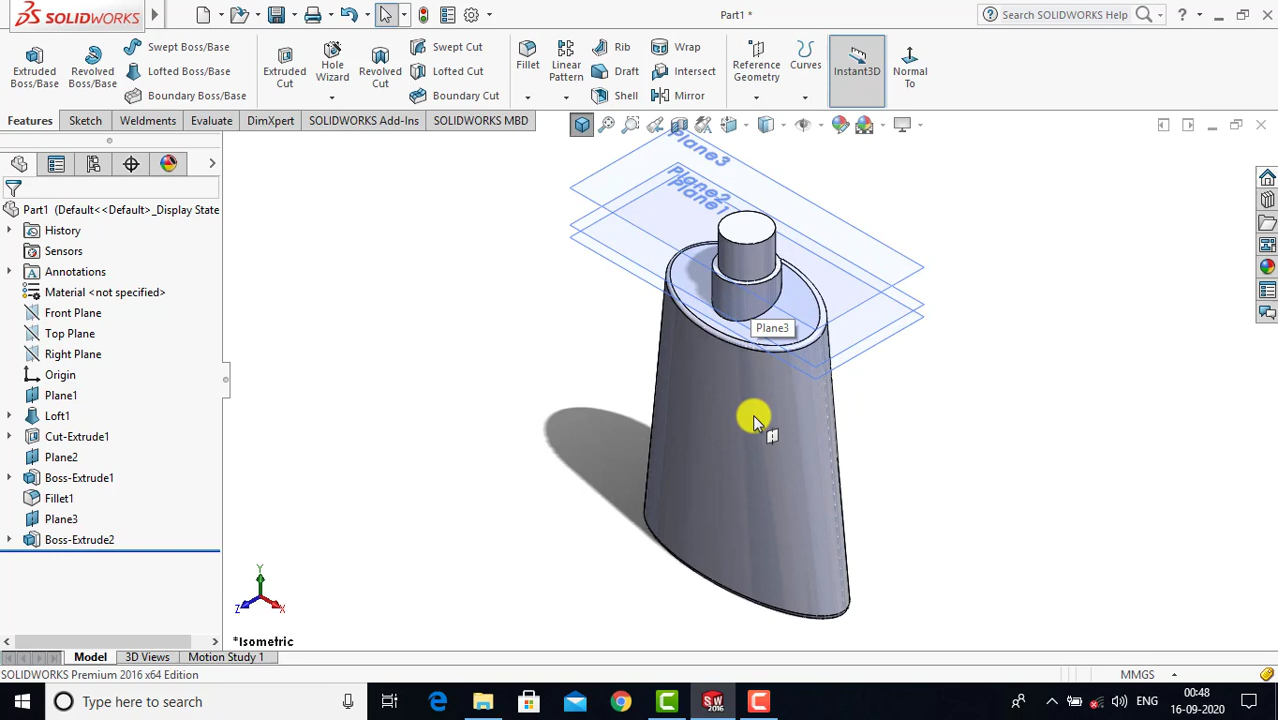 SOLIDWORKS
Part1 *
Search SOLIDWORKS Help
Extruded Boss/Base
Revolved Boss/Base
Swept Boss/Base
Lofted Boss/Base
Boundary Boss/Base
Extruded Cut
Hole Wizard
Revolved Cut
Swept Cut
Lofted Cut
Boundary Cut
Fillet
Linear Pattern
Rib
Draft
Shell
Wrap
Intersect
Mirror
Reference Geometry
Curves
Instant3D
Normal To
Features
Sketch
Weldments
Evaluate
DimXpert
SOLIDWORKS Add-Ins
SOLIDWORKS MBD
Part1 (Default<<Default>_Display State
History
Sensors
Annotations
Material <not specified>
Front Plane
Top Plane
Right Plane
Origin
Plane1
Loft1
Cut-Extrude1
Plane2
Boss-Extrude1
Fillet1
Plane3
Boss-Extrude2
Plane3
Plane2
Plane1
Plane3
Y
Z
X
*Isometric
Model
3D Views
Motion Study 1
SOLIDWORKS Premium 2016 x64 Edition
MMGS
Type here to search
SW
2016
ENG
00:48
16-09-2020